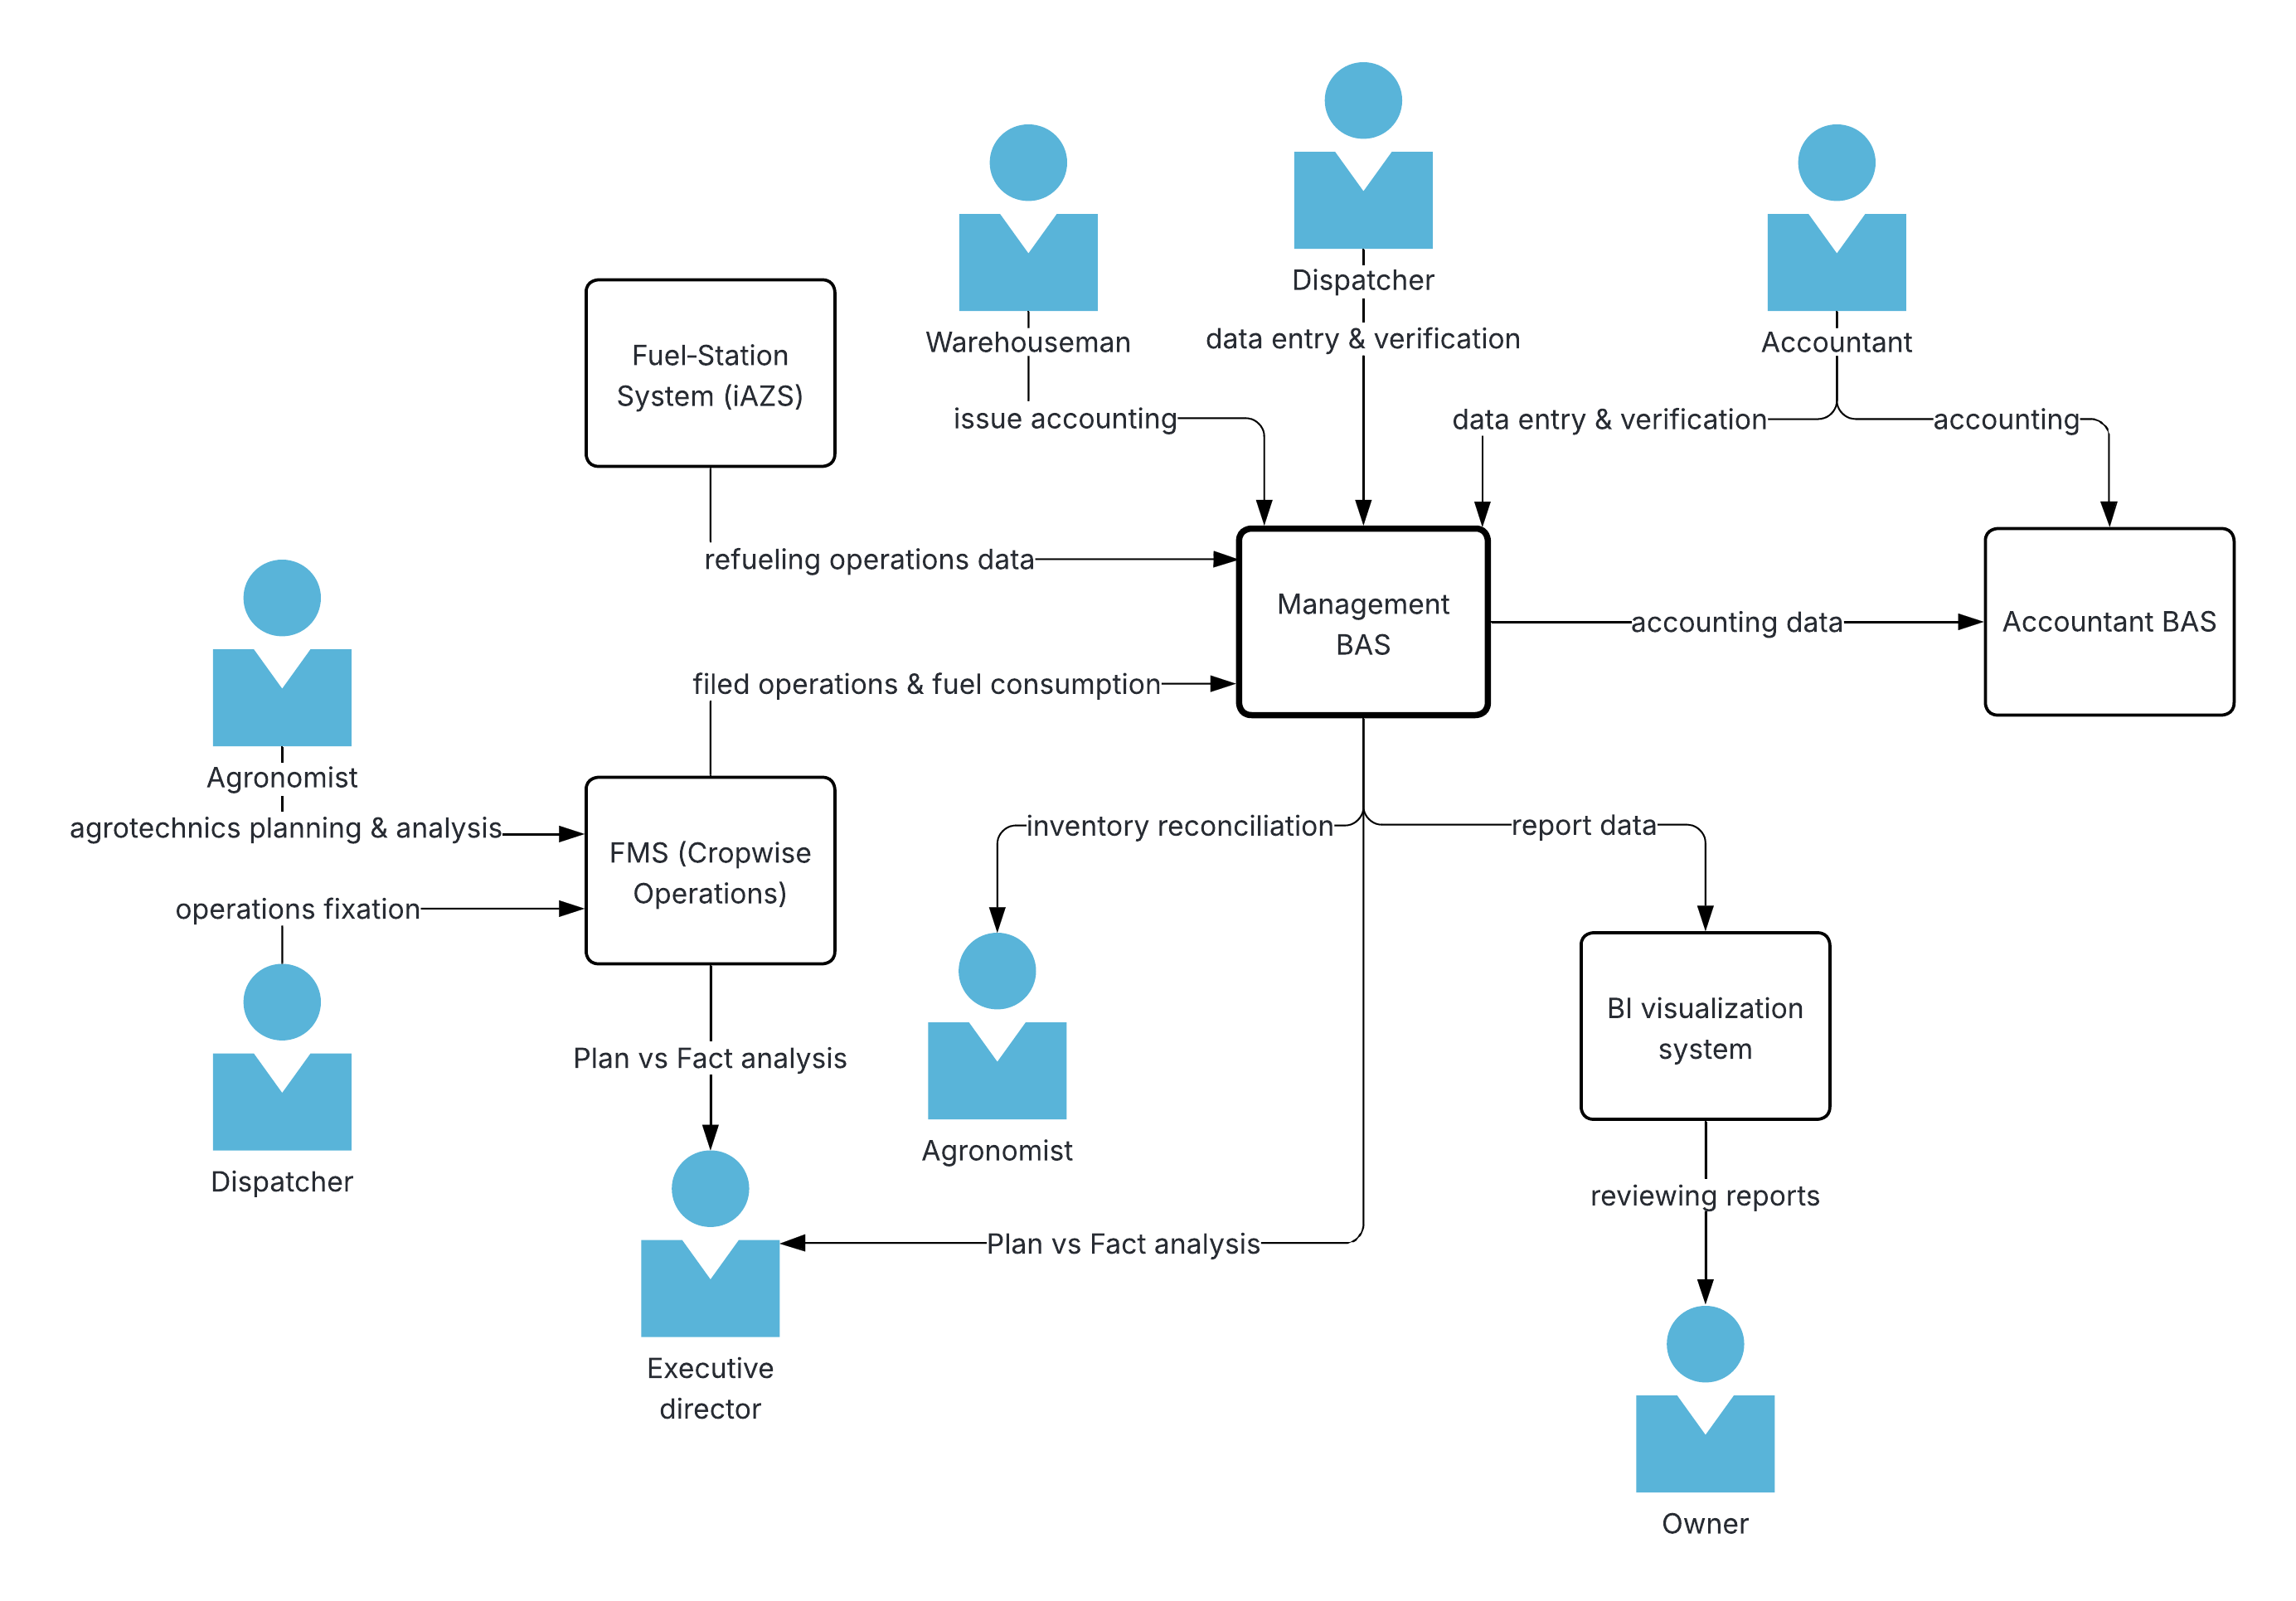 Dispatcher
data entry & verification
Warehouseman
issue accounting
Accountant
data entry & verification
accounting
Fuel-Station
System (iAZS)
refueling operations data
Management
BAS
accounting data
Accountant BAS
filed operations & fuel consumption
Agronomist
agrotechnics planning & analysis
FMS (Cropwise
Operations)
operations fixation
Dispatcher
inventory reconciliation
report data
Agronomist
BI visualization
system
Plan vs Fact analysis
Plan vs Fact analysis
reviewing reports
Executive
director
Owner